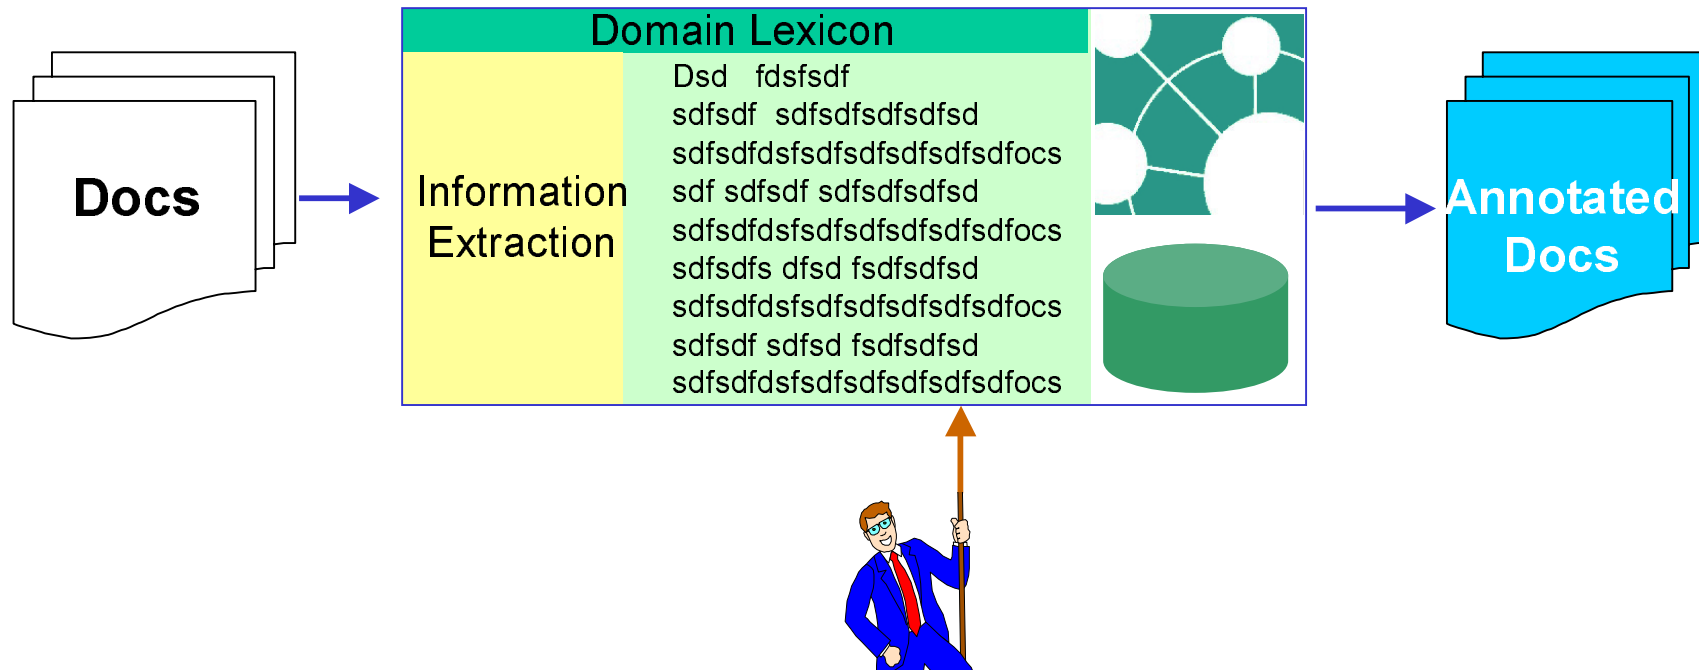 Domain Lexicon
Docs
Information
Extraction
Dsd fdsfsdf
sdfsdf sdfsdfsdfsdfsd
sdfsdfdsfsdfsdfsdfsdfsdfocs
sdf sdfsdf sdfsdfsdfsd
sdfsdfdsfsdfsdfsdfsdfsdfocs
sdfsdfs dfsd fsdfsdfsd
sdfsdfdsfsdfsdfsdfsdfsdfocs
sdfsdf sdfsd fsdfsdfsd
sdfsdfdsfsdfsdfsdfsdfsdfocs
Annotated
Docs